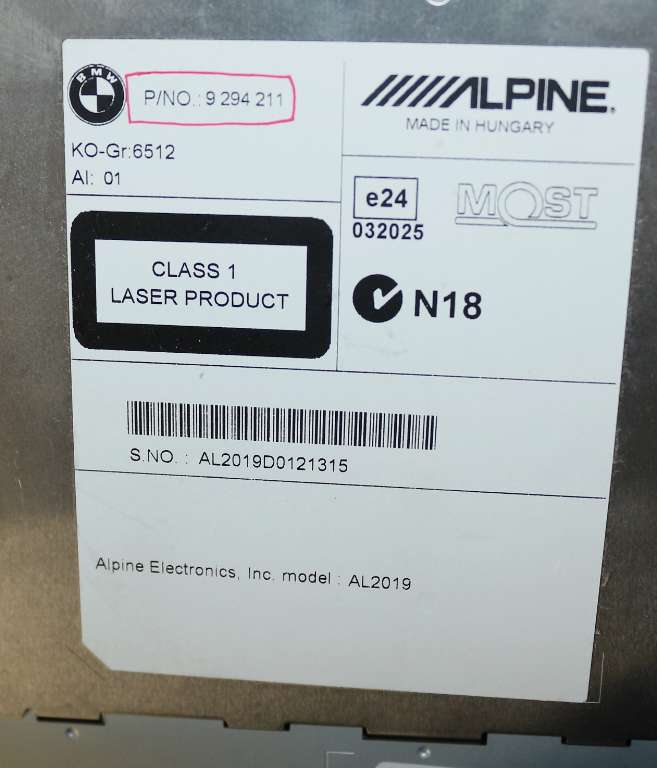 BMW
P/NO.: 9 294 211
KO-Gr:6512
AI: 01
ALPINE
MADE IN HUNGARY
e24
032025
MOST
CLASS 1
LASER PRODUCT
N18
S.NO. : AL2019D0121315
Alpine Electronics, Inc. model : AL2019